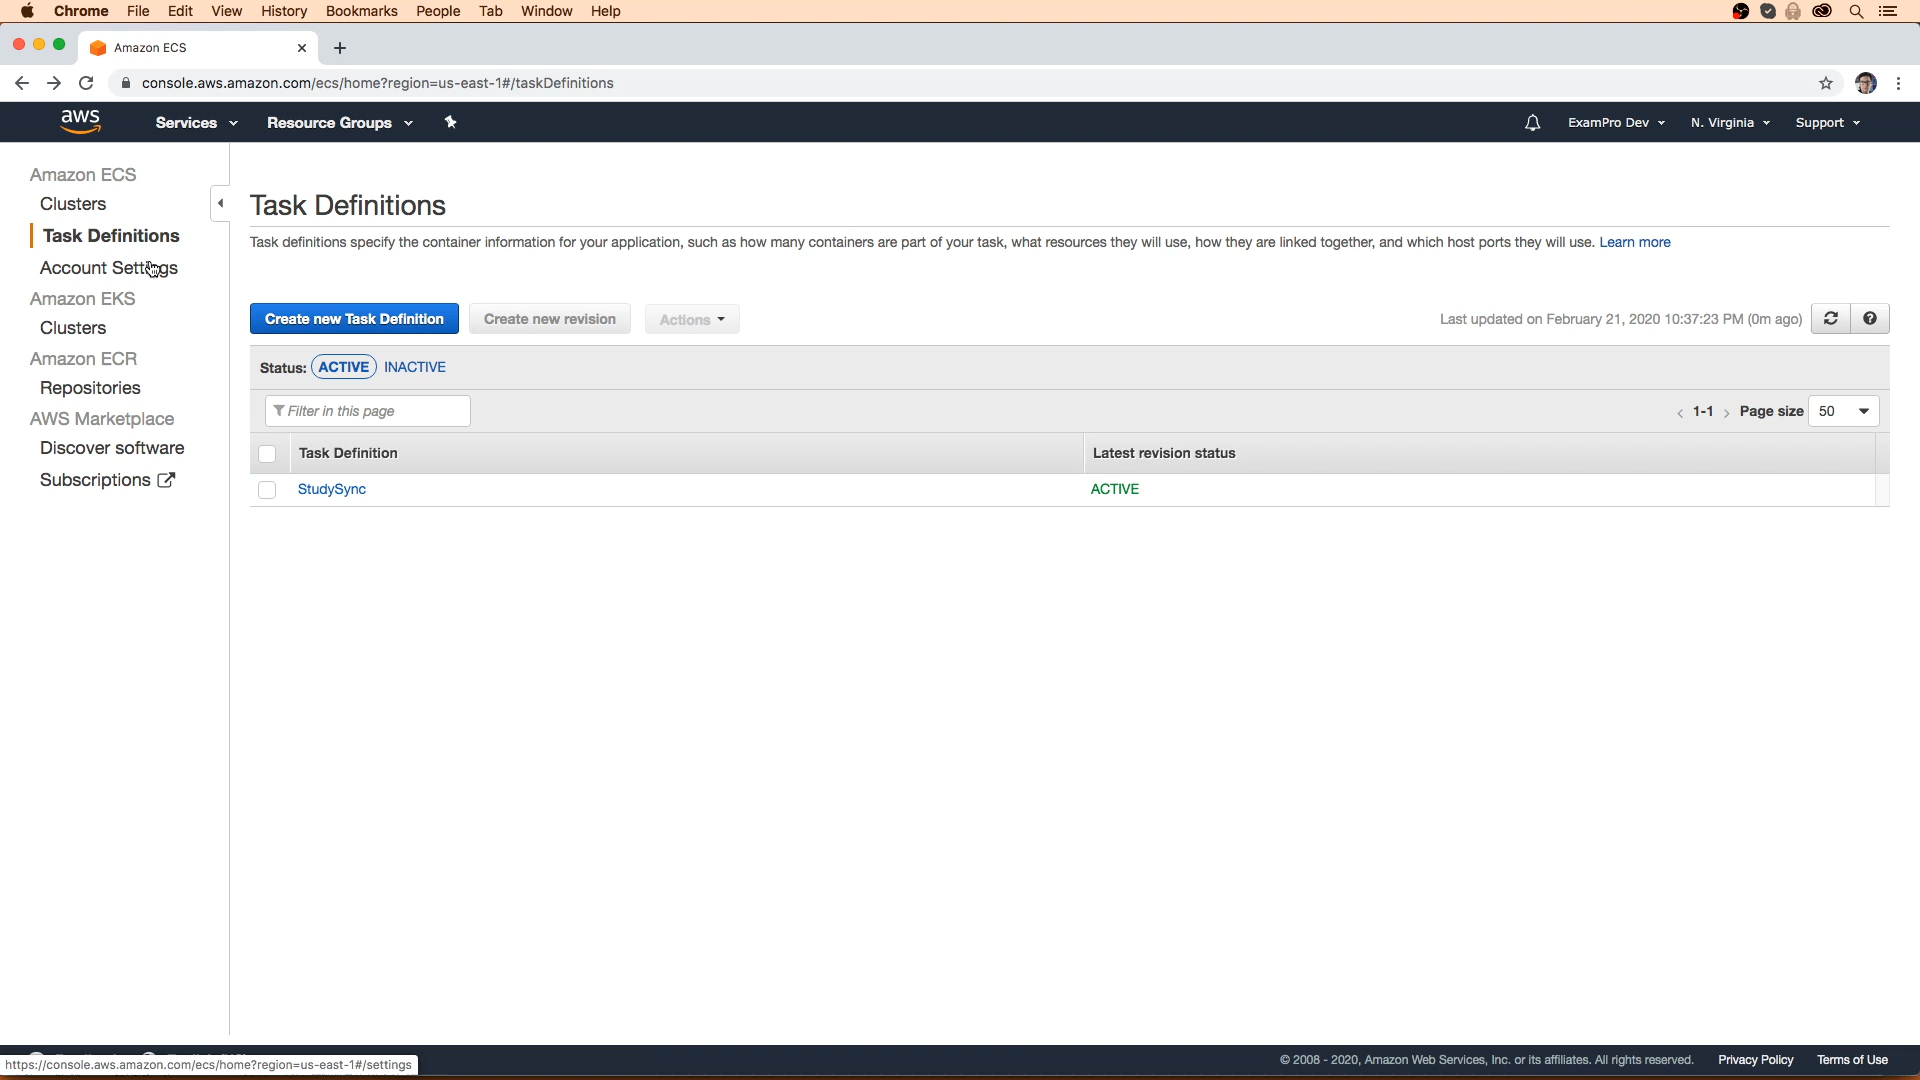 Chrome File Edit View History Bookmarks People Tab Window Help
Amazon ECS
console.aws.amazon.com/ecs/home?region=us-east-1#/taskDefinitions
aws Services Resource Groups ExamPro Dev N. Virginia Support
Amazon ECS
Clusters
Task Definitions
Account Settings
Amazon EKS
Clusters
Amazon ECR
Repositories
AWS Marketplace
Discover software
Subscriptions
Task Definitions
Task definitions specify the container information for your application, such as how many containers are part of your task, what resources they will use, how they are linked together, and which host ports they will use. Learn more
Create new Task Definition Create new revision Actions Last updated on February 21, 2020 10:37:23 PM (0m ago)
Status: ACTIVE INACTIVE
Filter in this page < 1-1 > Page size 50
Task Definition Latest revision status
StudySync ACTIVE
https://console.aws.amazon.com/ecs/home?region=us-east-1#/settings
© 2008 - 2020, Amazon Web Services, Inc. or its affiliates. All rights reserved. Privacy Policy Terms of Use